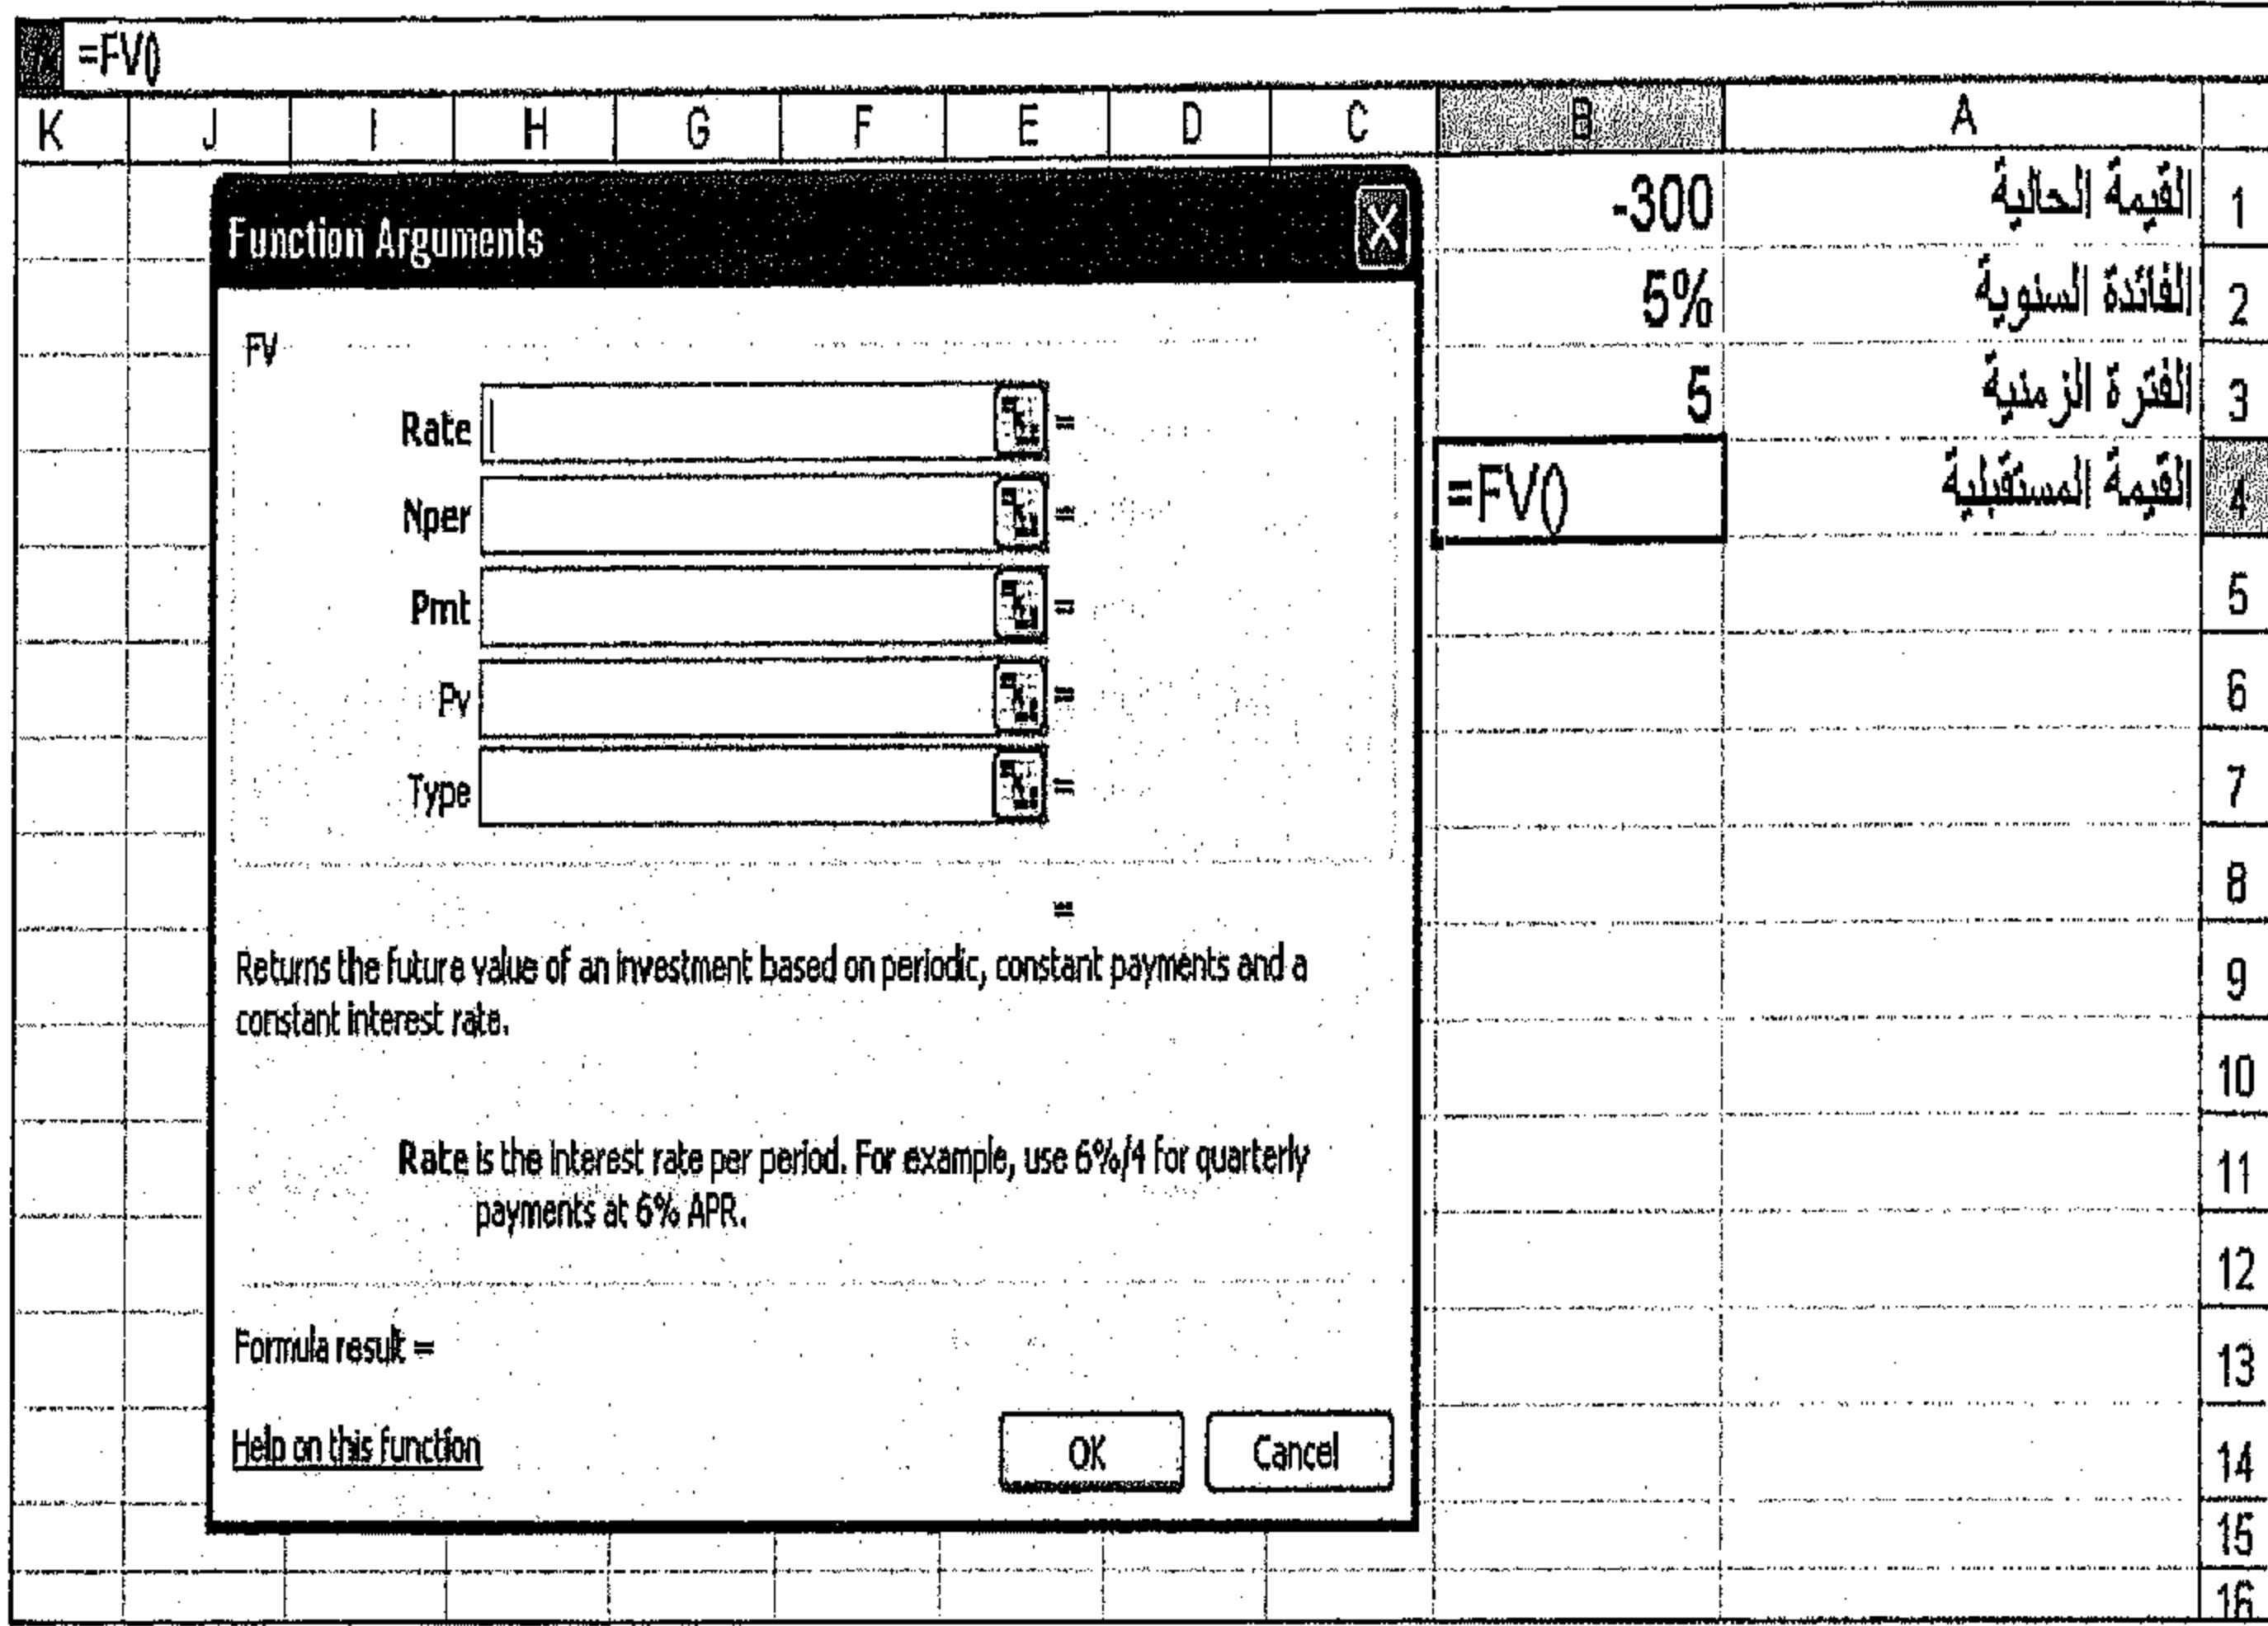 =FV()
K J I H G F E D C B A
القيمة الحالية -300 1
الفائدة السنوية 5% 2
الفترة الزمنية 5 3
القيمة المستقبلية =FV() 4
5
6
7
8
9
10
11
12
13
14
15
16
Function Arguments X
FV
Rate =
Nper =
Pmt =
Pv =
Type =
=
Returns the future value of an investment based on periodic, constant payments and a
constant interest rate.
Rate is the interest rate per period. For example, use 6%/4 for quarterly
payments at 6% APR.
Formula result =
Help on this function OK Cancel